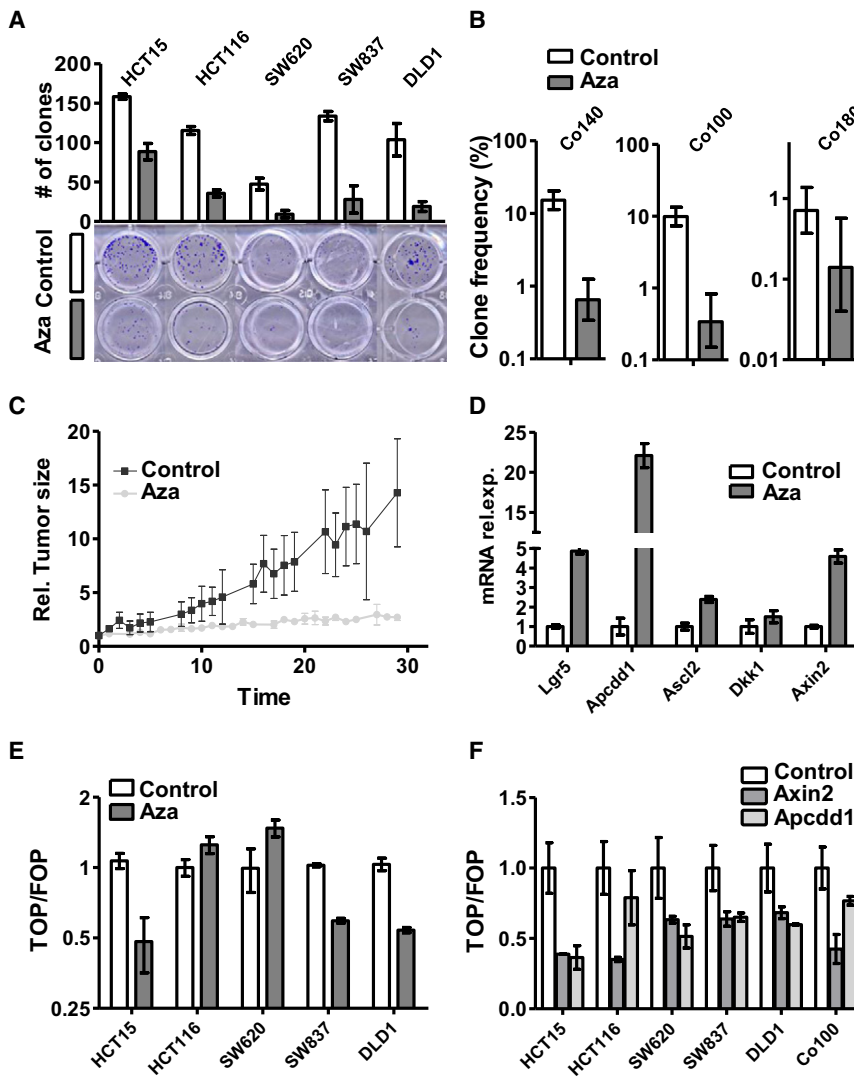 A
HCT15
HCT116
SW620
SW837
DLD1
200
150
100
50
0
# of clones
Control
Aza
B
Control
Aza
Co140
Co100
Clone frequency (%)
100
10
1
0.1
100
10
1
0.1
1
0.1
0.01
C
Rel. Tumor size
20
15
10
5
0
Control
Aza
0 10 20 30
Time
D
mRNA rel.exp.
25
20
15
5
4
3
2
1
0
Control
Aza
Lgr5
Apcdd1
Ascl2
Dkk1
Axin2
E
Control
Aza
TOP/FOP
2
1
0.5
0.25
HCT15
HCT116
SW620
SW837
DLD1
F
Control
Axin2
Apcdd1
TOP/FOP
1.5
1.0
0.5
0.0
HCT15
HCT116
SW620
SW837
DLD1
Co100